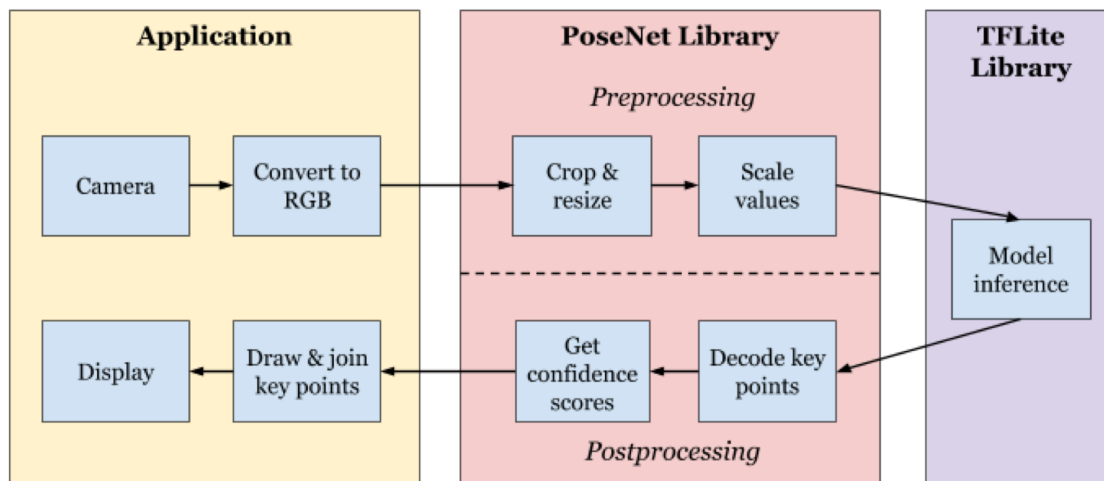 Application
PoseNet Library
TFLite
Library
Preprocessing
Camera
Convert to
RGB
Crop &
resize
Scale
values
Model
inference
Display
Draw & join
key points
Get
confidence
scores
Decode key
points
Postprocessing